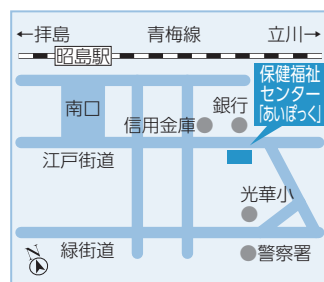 ←拝島 青梅線 立川→
昭島駅
保健福祉
センター
「あいぽっく」
南口
銀行
信用金庫
江戸街道
光華小
緑街道
警察署
N